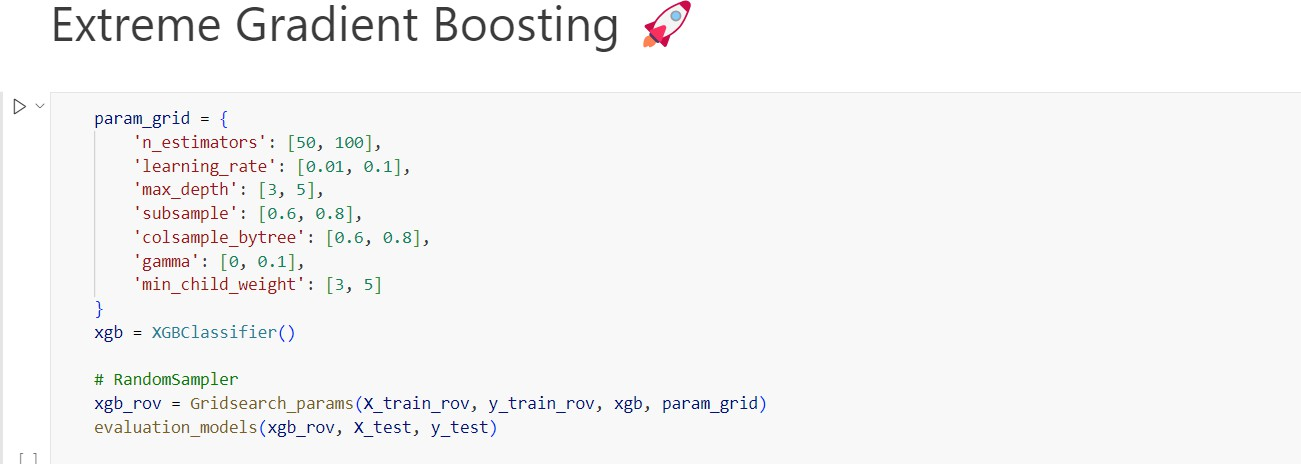 Extreme Gradient Boosting 🚀
param_grid = {
    'n_estimators': [50, 100],
    'learning_rate': [0.01, 0.1],
    'max_depth': [3, 5],
    'subsample': [0.6, 0.8],
    'colsample_bytree': [0.6, 0.8],
    'gamma': [0, 0.1],
    'min_child_weight': [3, 5]
}
xgb = XGBClassifier()
# RandomSampler
xgb_rov = Gridsearch_params(X_train_rov, y_train_rov, xgb, param_grid)
evaluation_models(xgb_rov, X_test, y_test)
[ ]